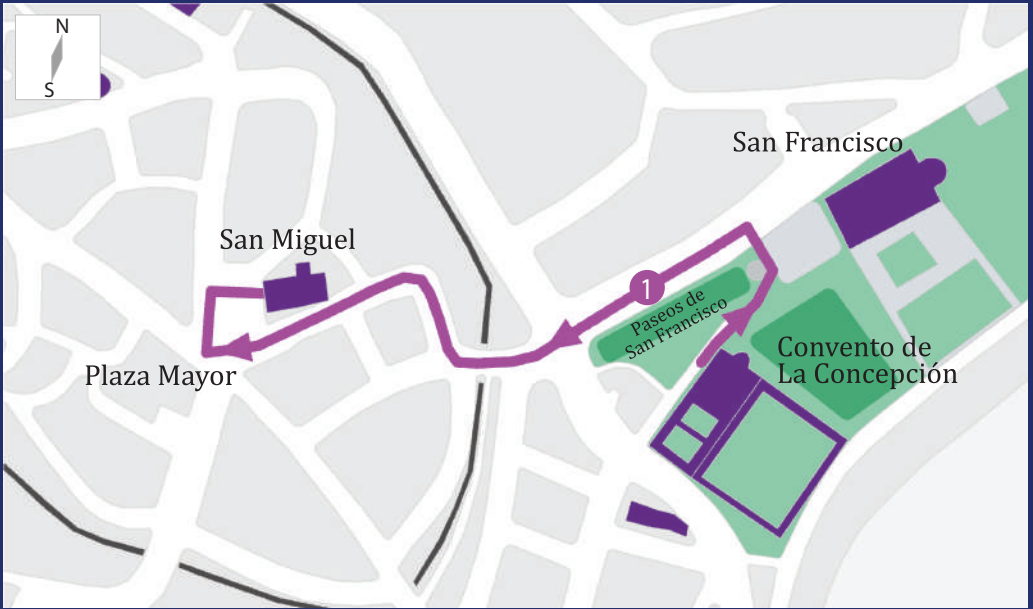 N
S
San Francisco
San Miguel
1
Paseos de
San Francisco
Convento de
La Concepción
Plaza Mayor